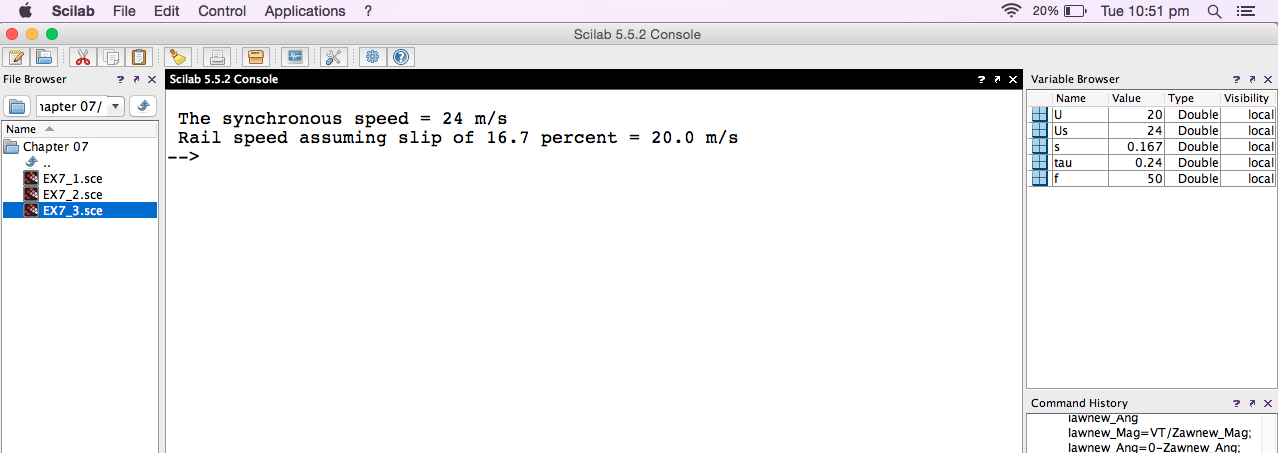 Scilab File Edit Control Applications ? 20% Tue 10:51 pm
Scilab 5.5.2 Console
File Browser ? Scilab 5.5.2 Console ? Variable Browser ?
apter 07/
Name
Chapter 07
..
EX7_1.sce
EX7_2.sce
EX7_3.sce
The synchronous speed = 24 m/s
Rail speed assuming slip of 16.7 percent = 20.0 m/s
-->
Name Value Type Visibility
U 20 Double local
Us 24 Double local
s 0.167 Double local
tau 0.24 Double local
f 50 Double local
Command History ?
Iawnew_Ang
Iawnew_Mag=VT/Zawnew_Mag;
Iawnew_Ang=0-Zawnew_Ang;